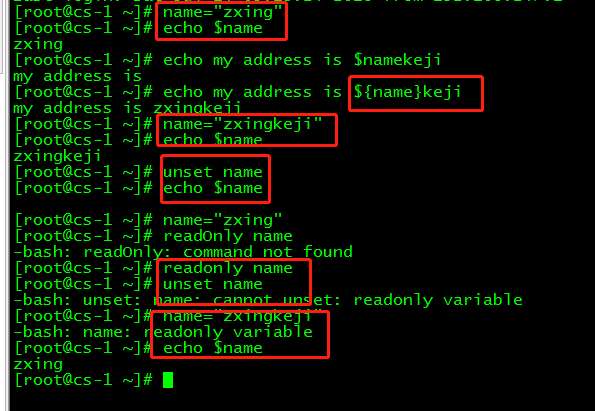 [root@cs-1 ~]# name="zxing"
[root@cs-1 ~]# echo $name
zxing
[root@cs-1 ~]# echo my address is $namekeji
my address is
[root@cs-1 ~]# echo my address is ${name}keji
my address is zxingkeji
[root@cs-1 ~]# name="zxingkeji"
[root@cs-1 ~]# echo $name
zxingkeji
[root@cs-1 ~]# unset name
[root@cs-1 ~]# echo $name
[root@cs-1 ~]# name="zxing"
[root@cs-1 ~]# readOnly name
-bash: readOnly: command not found
[root@cs-1 ~]# readonly name
[root@cs-1 ~]# unset name
-bash: unset: name: cannot unset: readonly variable
[root@cs-1 ~]# name="zxingkeji"
-bash: name: readonly variable
[root@cs-1 ~]# echo $name
zxing
[root@cs-1 ~]#